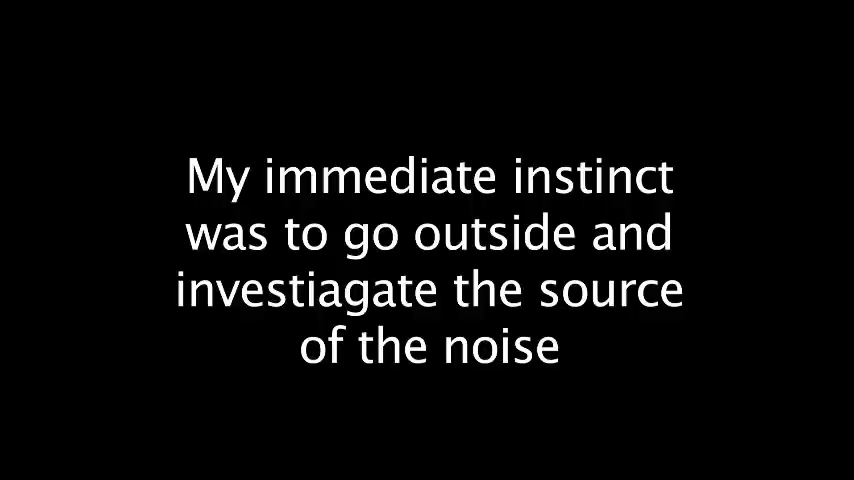 My immediate instinct
was to go outside and
investiagate the source
of the noise